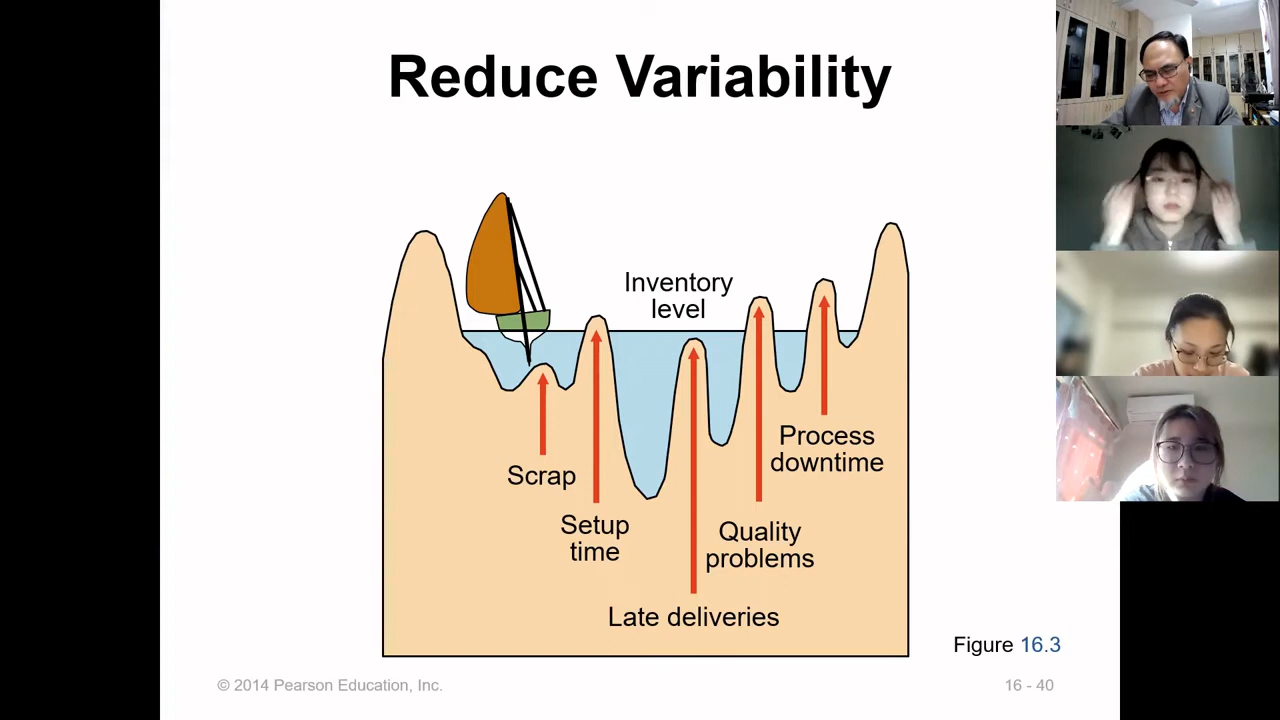 Reduce Variability
Inventory
level
Scrap
Setup
time
Late deliveries
Quality
problems
Process
downtime
Figure 16.3
© 2014 Pearson Education, Inc.
16 - 40